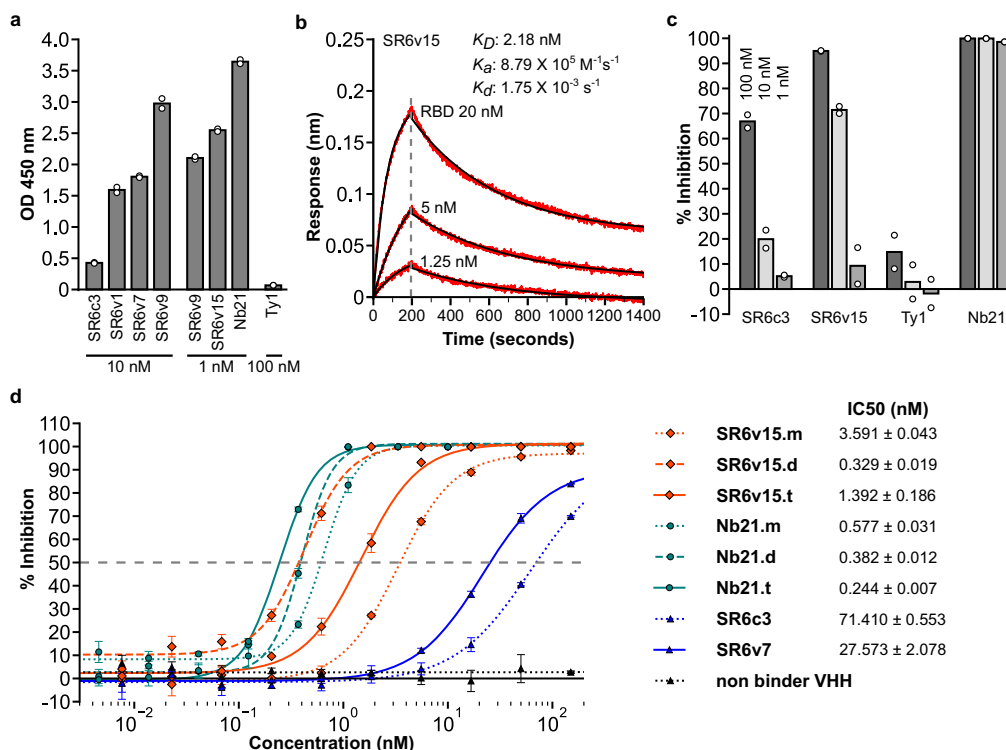 a
OD 450 nm
4.0
3.5
3.0
2.5
2.0
1.5
1.0
0.5
0
SR6c3
SR6v1
SR6v7
SR6v9
SR6v9
SR6v15
Nb21
Ty1
10 nM
1 nM
100 nM
b
SR6v15
K_D: 2.18 nM
K_a: 8.79 X 10^5 M^-1s^-1
K_d: 1.75 X 10^-3 s^-1
Response (nm)
0.25
0.2
0.15
0.1
0.05
0
RBD 20 nM
5 nM
1.25 nM
0 200 400 600 800 1000 1200 1400
Time (seconds)
c
% Inhibition
100
90
80
70
60
50
40
30
20
10
0
-10
100 nM
10 nM
1 nM
SR6c3 SR6v15 Ty1 Nb21
d
% Inhibition
110
100
90
80
70
60
50
40
30
20
10
0
-10
10^-2 10^-1 10^0 10^1 10^2
Concentration (nM)
IC50 (nM)
SR6v15.m 3.591 ± 0.043
SR6v15.d 0.329 ± 0.019
SR6v15.t 1.392 ± 0.186
Nb21.m 0.577 ± 0.031
Nb21.d 0.382 ± 0.012
Nb21.t 0.244 ± 0.007
SR6c3 71.410 ± 0.553
SR6v7 27.573 ± 2.078
non binder VHH